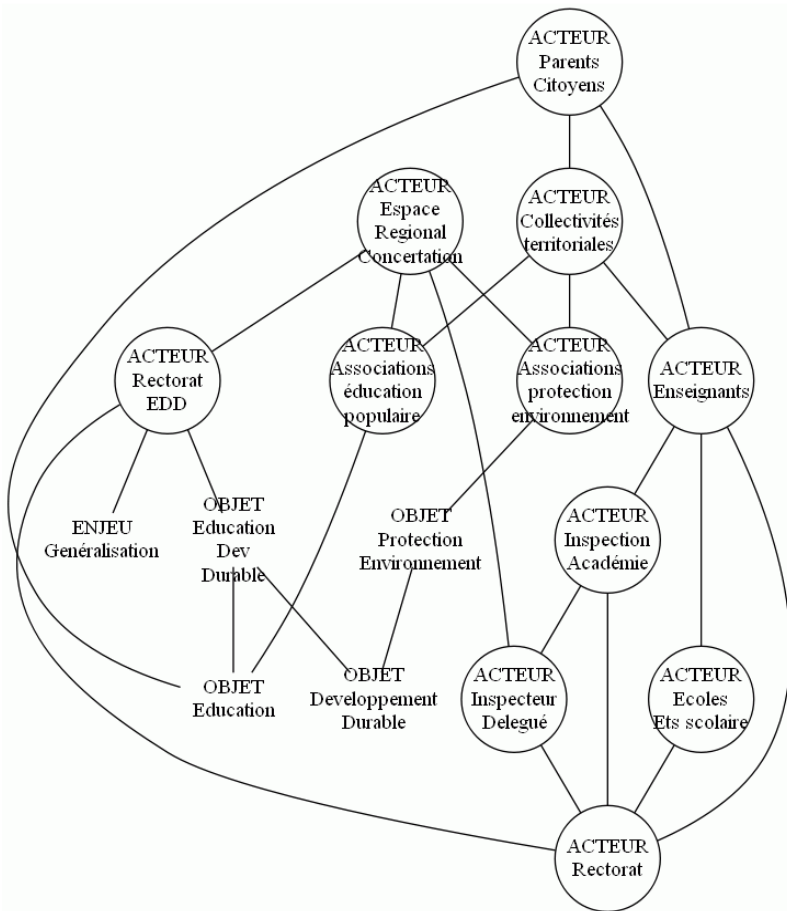 ACTEUR
Parents
Citoyens
ACTEUR
Espace
Regional
Concertation
ACTEUR
Collectivités
territoriales
ACTEUR
Rectorat
EDD
ACTEUR
Associations
éducation
populaire
ACTEUR
Associations
protection
environnement
ACTEUR
Enseignants
ENJEU
Genéralisation
OBJET
Education
Dev
Durable
OBJET
Protection
Environnement
ACTEUR
Inspection
Académie
OBJET
Education
OBJET
Developpement
Durable
ACTEUR
Inspecteur
Delegué
ACTEUR
Ecoles
Ets scolaire
ACTEUR
Rectorat